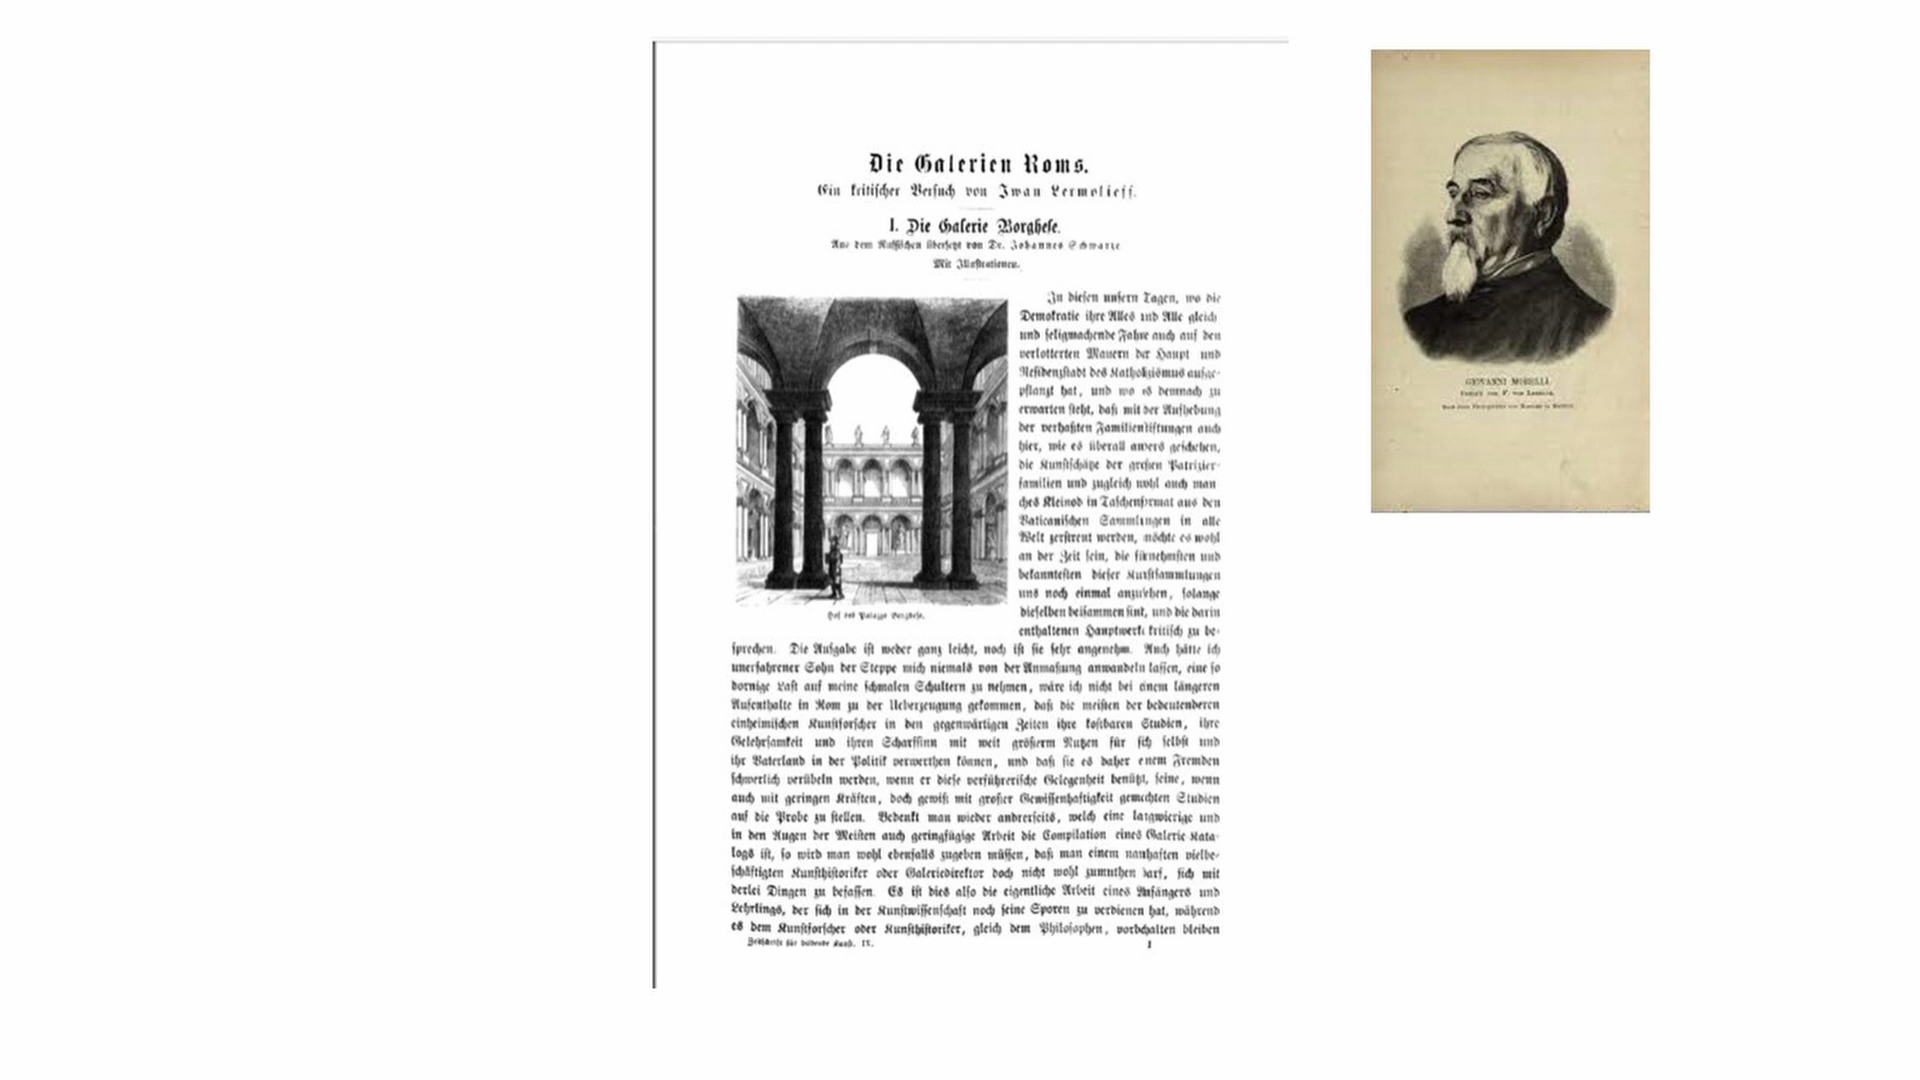 Die Galerien Roms.
Ein kritischer Versuch von Iwan Lermolieff.
I. Die Galerie Borghese.
Aus dem Russischen übersetzt von Dr. Johannes Schwarze
Mit Illustrationen.
In diesen unsern Tagen, wo die
Demokratie ihre Alles und Alle gleich
und seligmachende Fahne auch auf den
verlotterten Mauern der Haupt und
Residenzstadt des Katholizismus aufge-
pflanzt hat, und wo es demnach zu
erwarten steht, daß mit der Aufhebung
der verhaßten Familienstiftungen auch
hier, wie es überall anders geschehen,
die Kunstschätze der großen Patrizier-
familien und zugleich wohl auch man
ches Kleinod in Taschenformat aus den
Vaticanischen Sammlungen in alle
Welt zerstreut werden, möchte es wohl
an der Zeit sein, die fürnehmsten und
bekanntesten dieser Kunstsammlungen
uns noch einmal anzusehen, solange
dieselben beisammen sind, und die darin
enthaltenen Hauptwerke kritisch zu be-
Hof des Palazzo Borghese.
sprechen. Die Aufgabe ist weder ganz leicht, noch ist sie sehr angenehm. Auch hätte ich
unerfahrener Sohn der Steppe mich niemals von der Anmaßung anwandeln lassen, eine so
dornige Last auf meine schmalen Schultern zu nehmen, wäre ich nicht bei einem längeren
Aufenthalte in Rom zu der Ueberzeugung gekommen, daß die meisten der bedeutenderen
einheimischen Kunstforscher in den gegenwärtigen Zeiten ihre kostbaren Studien, ihre
Gelehrsamkeit und ihren Scharfsinn mit weit größerm Nutzen für sich selbst und
ihr Vaterland in der Politik verwerthen können, und daß sie es daher einem Fremden
schwerlich verübeln werden, wenn er diese verführerische Gelegenheit benützt, seine, wenn
auch mit geringen Kräften, doch gewiß mit großer Gewissenhaftigkeit gemachten Studien
auf die Probe zu stellen. Bedenkt man wieder andrerseits, welch eine langwierige und
in den Augen der Meisten auch geringfügige Arbeit die Compilation eines Galerie Kata-
logs ist, so wird man wohl ebenfalls zugeben müssen, daß man einem namhaften vielbe-
schäftigten Kunsthistoriker oder Galeriedirektor doch nicht wohl zumuthen darf, sich mit
derlei Dingen zu befassen. Es ist dies also die eigentliche Arbeit eines Anfängers und
Lehrlings, der sich in der Kunstwissenschaft noch seine Sporen zu verdienen hat, während
es dem Kunstforscher oder Kunsthistoriker, gleich dem Philosophen, vorbehalten bleiben
Zeitschrift für bildende Kunst. IX.
1
GIOVANNI MORELLI.